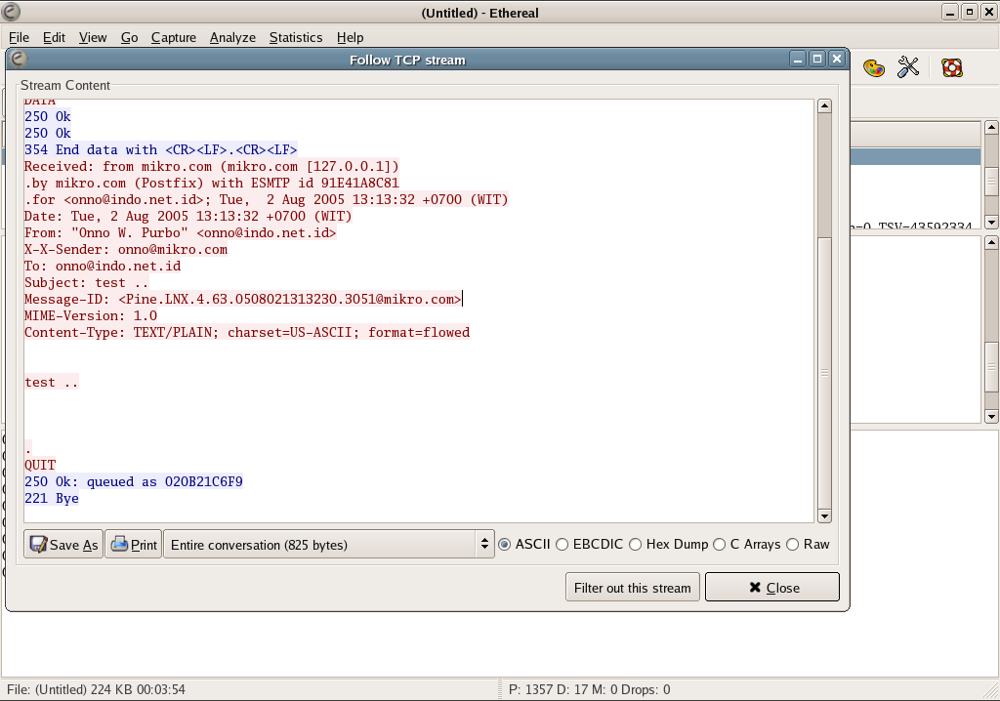 (Untitled) - Ethereal
File Edit View Go Capture Analyze Statistics Help
Follow TCP stream
Stream Content
DATA
250 Ok
250 Ok
354 End data with <CR><LF>.<CR><LF>
Received: from mikro.com (mikro.com [127.0.0.1])
.by mikro.com (Postfix) with ESMTP id 91E41A8C81
.for <onno@indo.net.id>; Tue,  2 Aug 2005 13:13:32 +0700 (WIT)
Date: Tue, 2 Aug 2005 13:13:32 +0700 (WIT)
From: "Onno W. Purbo" <onno@indo.net.id>
X-X-Sender: onno@mikro.com
To: onno@indo.net.id
Subject: test ..
Message-ID: <Pine.LNX.4.63.0508021313230.3051@mikro.com>
MIME-Version: 1.0
Content-Type: TEXT/PLAIN; charset=US-ASCII; format=flowed
test ..
.
QUIT
250 Ok: queued as 020B21C6F9
221 Bye
=0 TSV=43592334
Save As Print Entire conversation (825 bytes) ASCII EBCDIC Hex Dump C Arrays Raw
Filter out this stream Close
File: (Untitled) 224 KB 00:03:54 P: 1357 D: 17 M: 0 Drops: 0